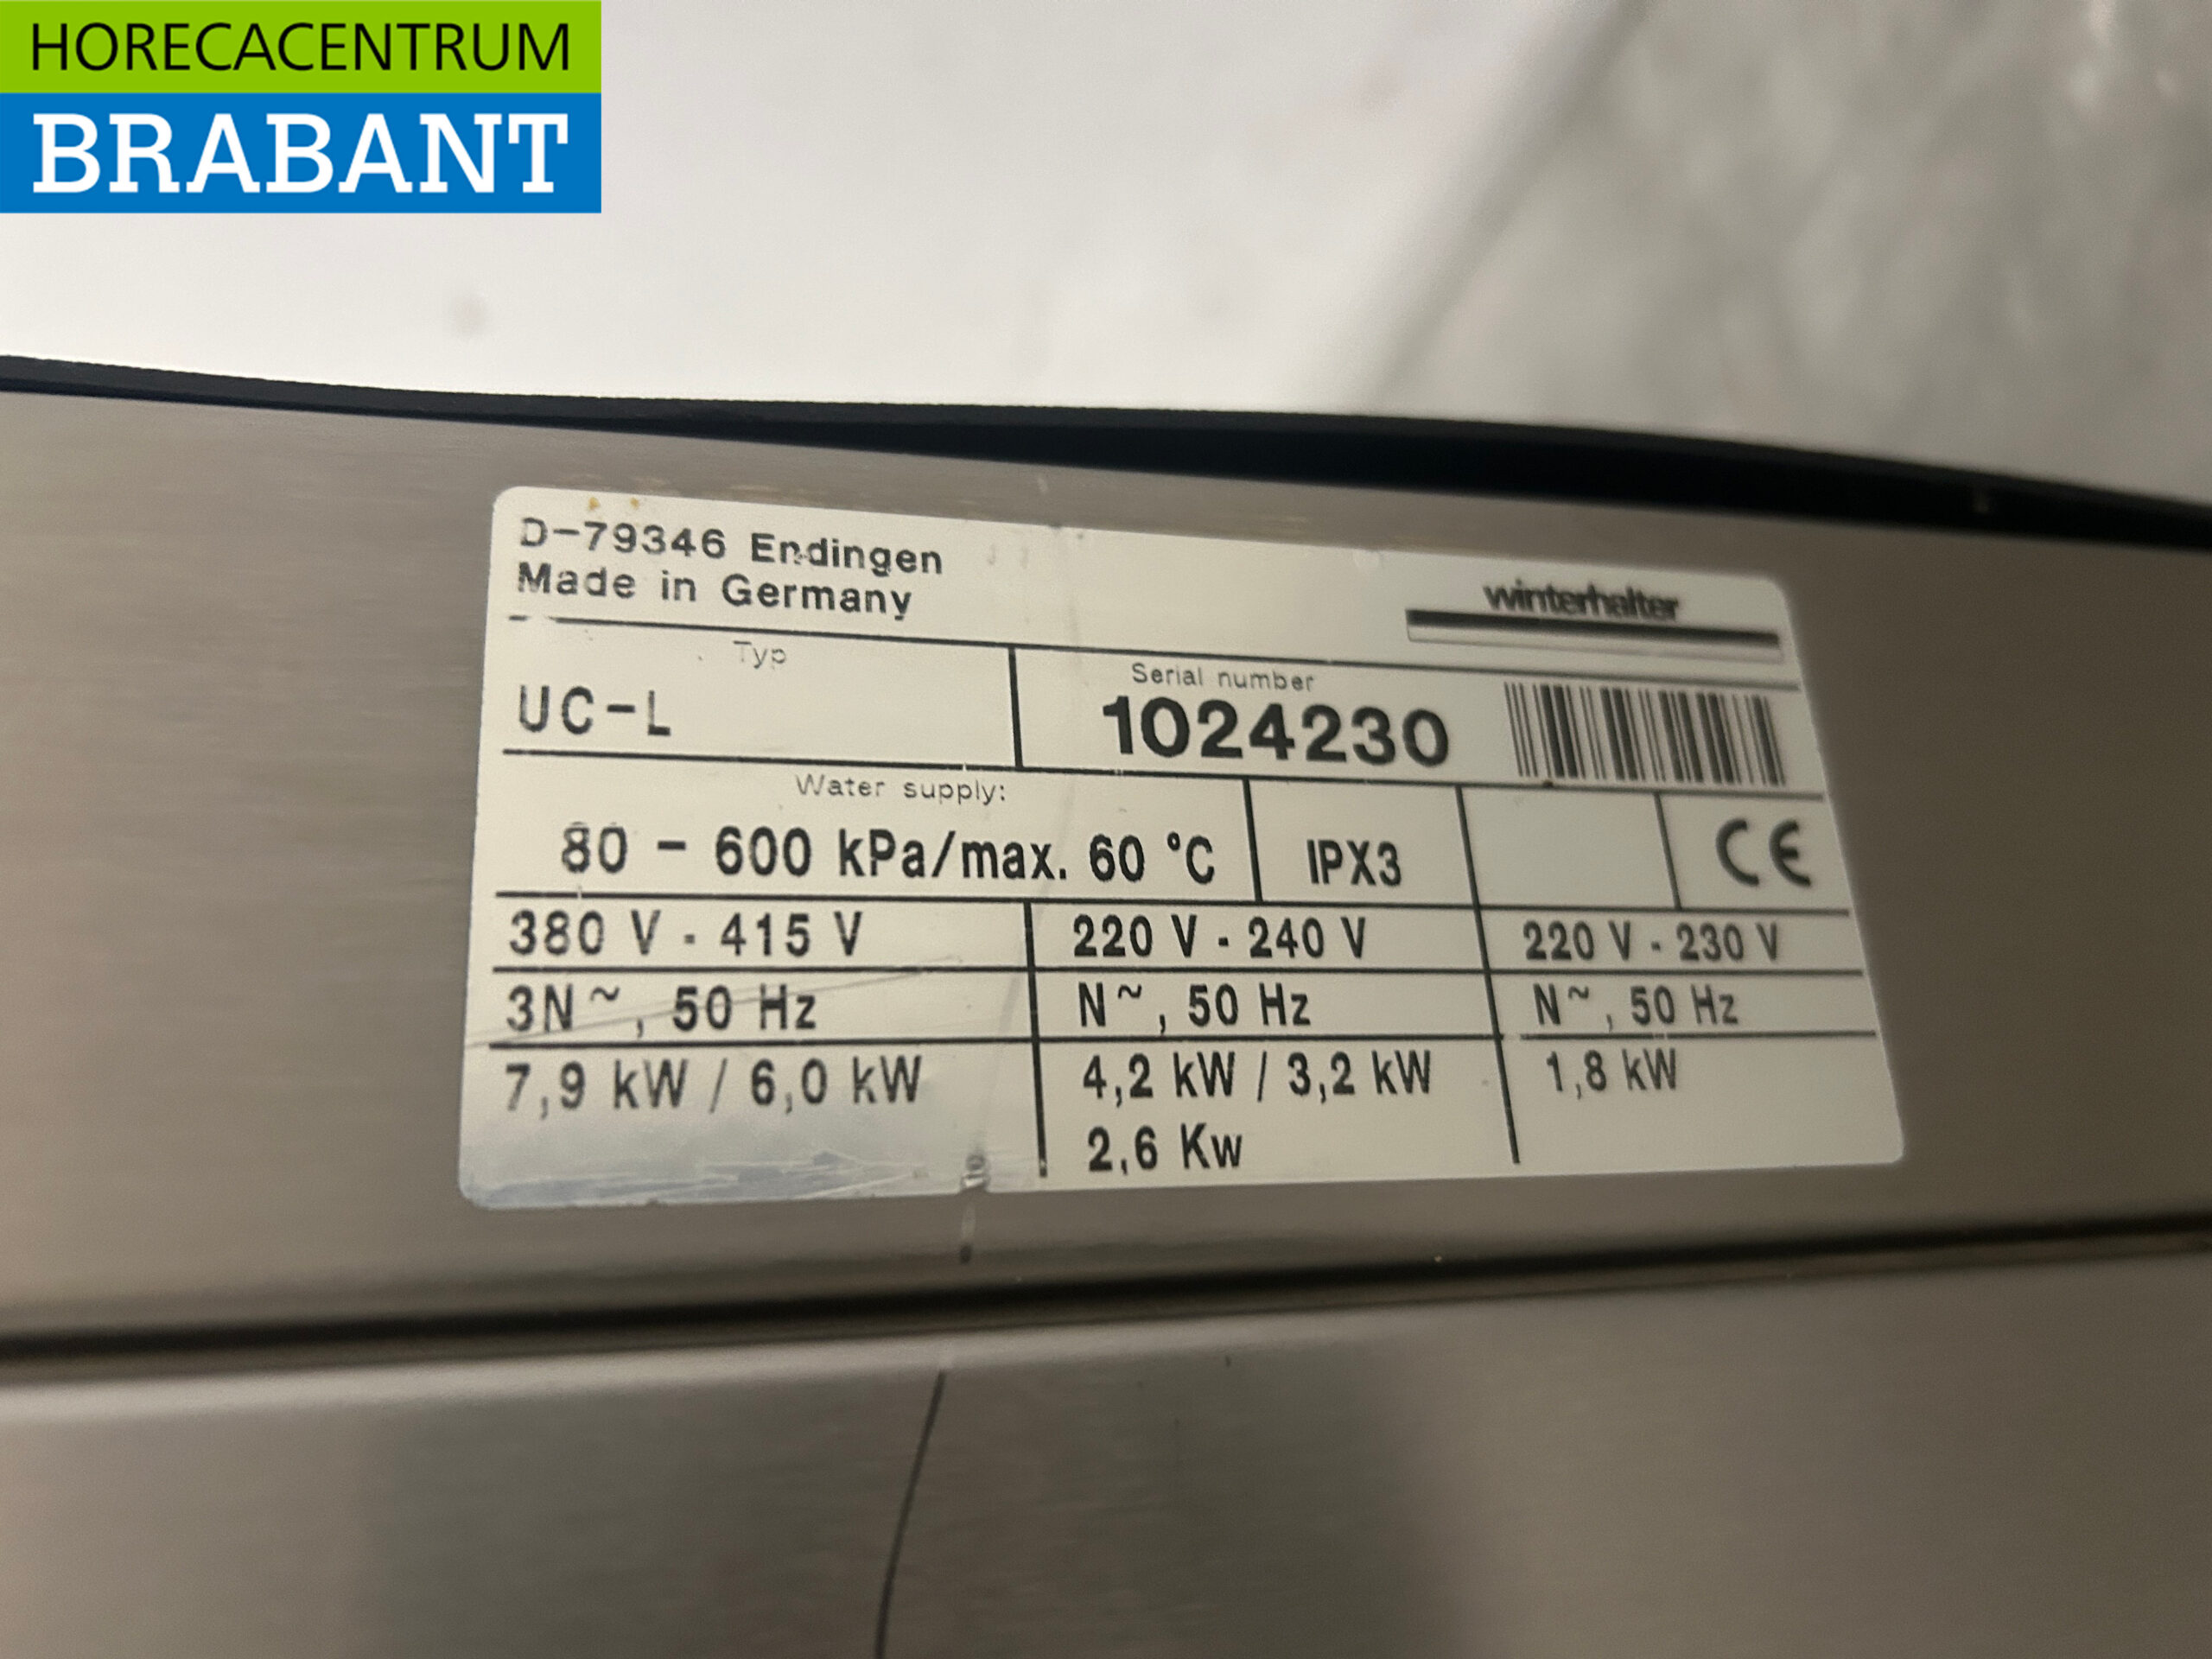 HORECACENTRUM
BRABANT
D-79346 Endingen
Made in Germany
winterhalter
Typ
UC-L
Serial number
1024230
Water supply:
80 - 600 kPa/max. 60 °C
IPX3
CE
380 V - 415 V
220 V - 240 V
220 V - 230 V
3N~, 50 Hz
N~, 50 Hz
N~, 50 Hz
7,9 kW / 6,0 kW
4,2 kW / 3,2 kW
1,8 kW
2,6 Kw